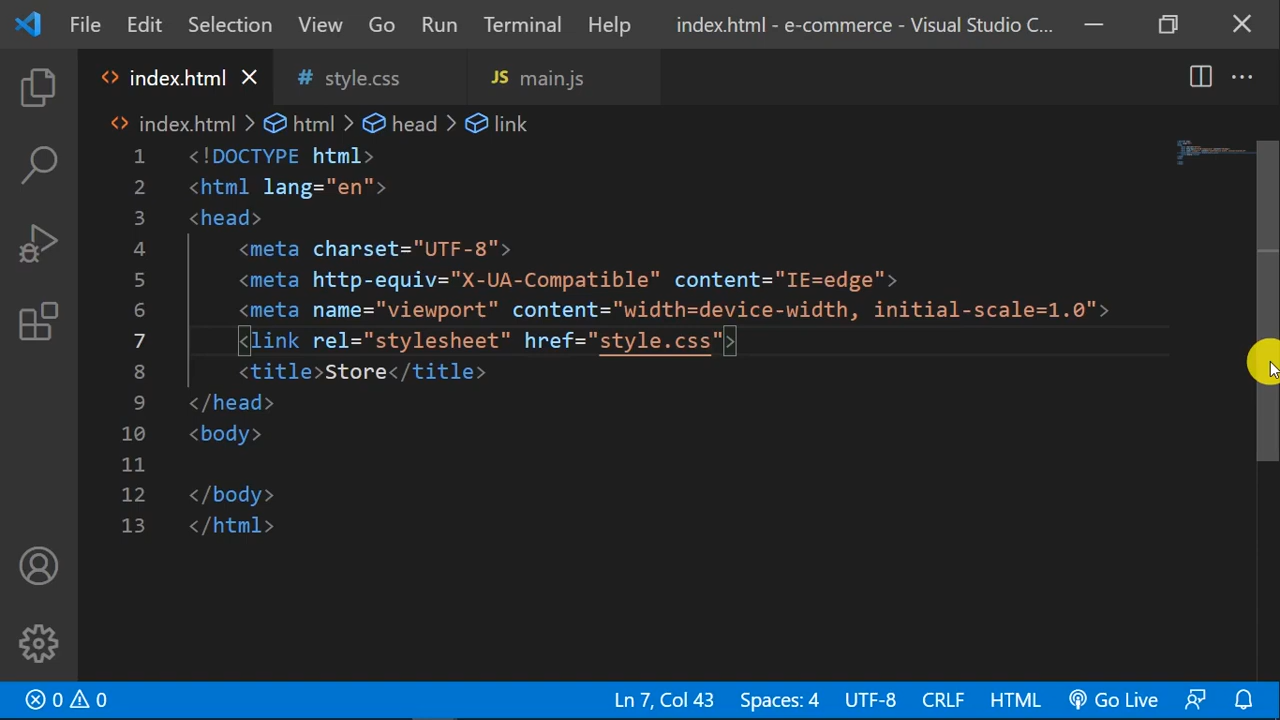 File Edit Selection View Go Run Terminal Help index.html - e-commerce - Visual Studio C...
index.html style.css JS main.js
index.html > html > head > link
1 <!DOCTYPE html>
2 <html lang="en">
3 <head>
4 <meta charset="UTF-8">
5 <meta http-equiv="X-UA-Compatible" content="IE=edge">
6 <meta name="viewport" content="width=device-width, initial-scale=1.0">
7 <link rel="stylesheet" href="style.css">
8 <title>Store</title>
9 </head>
10 <body>
11
12 </body>
13 </html>
0 0 Ln 7, Col 43 Spaces: 4 UTF-8 CRLF HTML Go Live